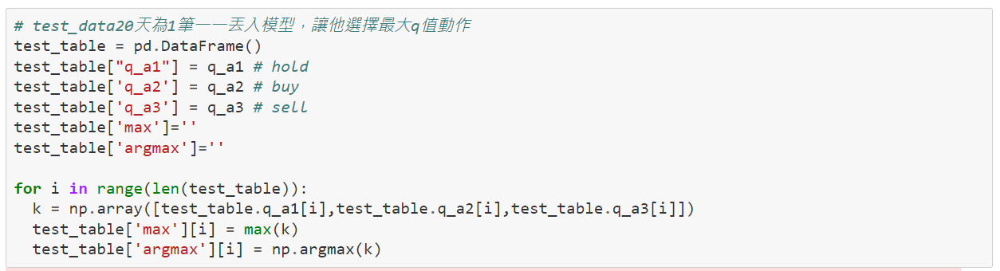 # test_data20天為1筆一一丟入模型，讓他選擇最大q值動作
test_table = pd.DataFrame()
test_table["q_a1"] = q_a1 # hold
test_table['q_a2'] = q_a2 # buy
test_table['q_a3'] = q_a3 # sell
test_table['max']=''
test_table['argmax']=''
for i in range(len(test_table)):
  k = np.array([test_table.q_a1[i],test_table.q_a2[i],test_table.q_a3[i]])
  test_table['max'][i] = max(k)
  test_table['argmax'][i] = np.argmax(k)